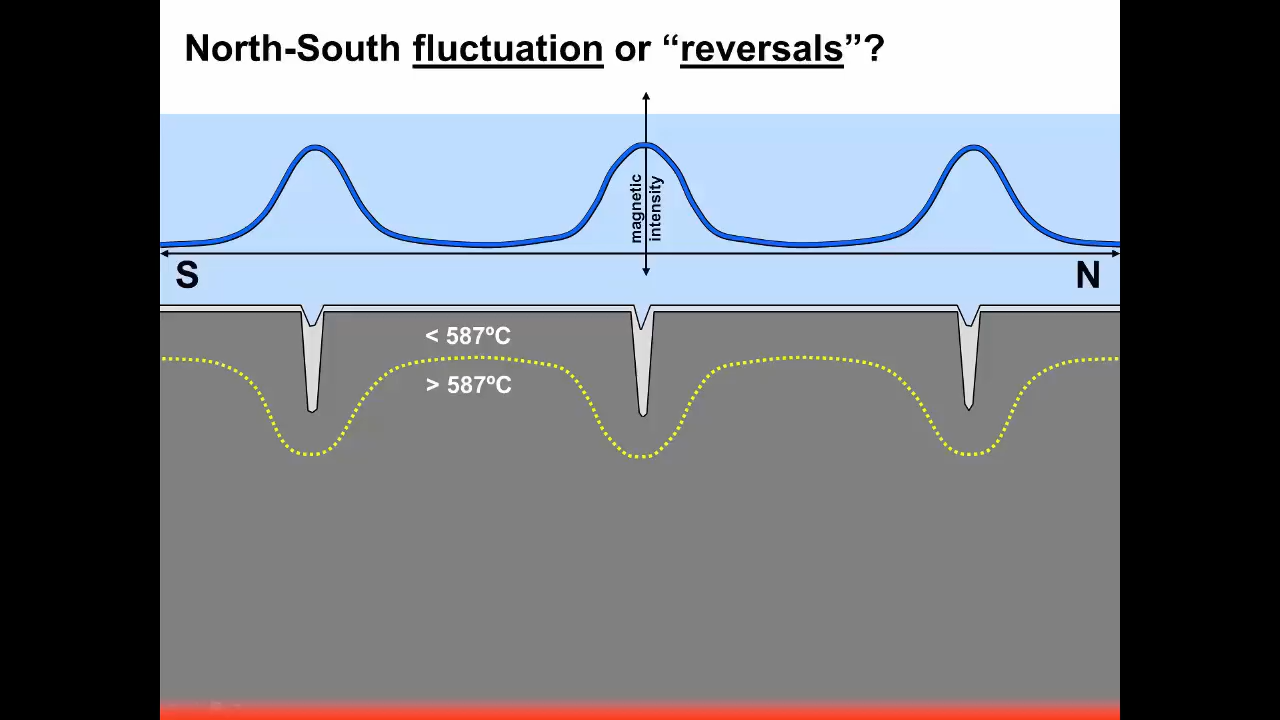 North-South fluctuation or “reversals”?
magnetic
intensity
S
N
< 587ºC
> 587ºC